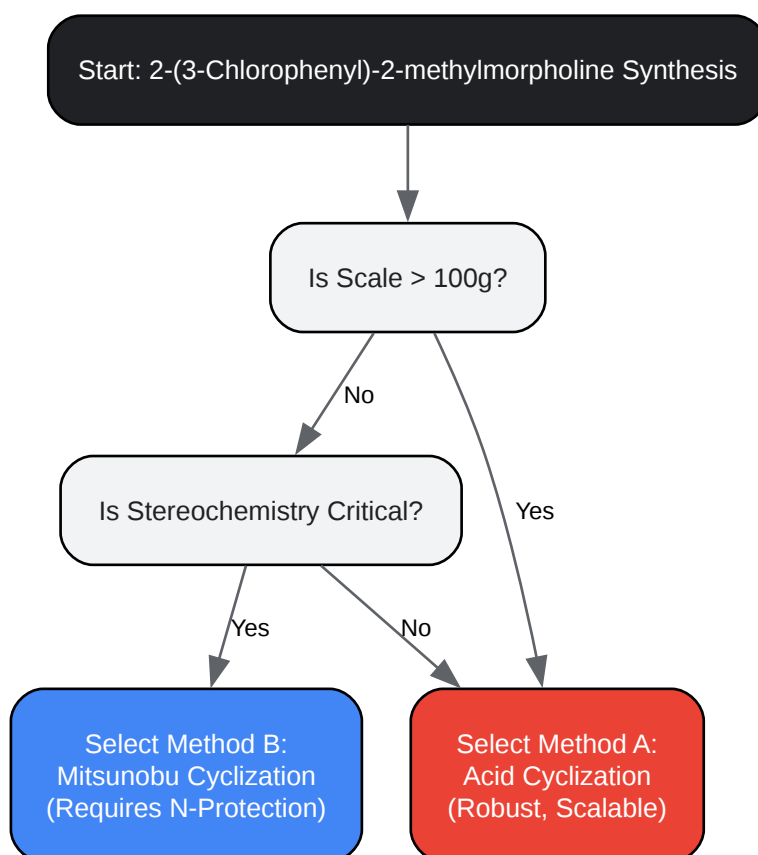 Start: 2-(3-Chlorophenyl)-2-methylmorpholine Synthesis
Is Scale > 100g?
No
Is Stereochemistry Critical?
Yes
Yes
No
Select Method B:
Mitsunobu Cyclization
(Requires N-Protection)
Select Method A:
Acid Cyclization
(Robust, Scalable)